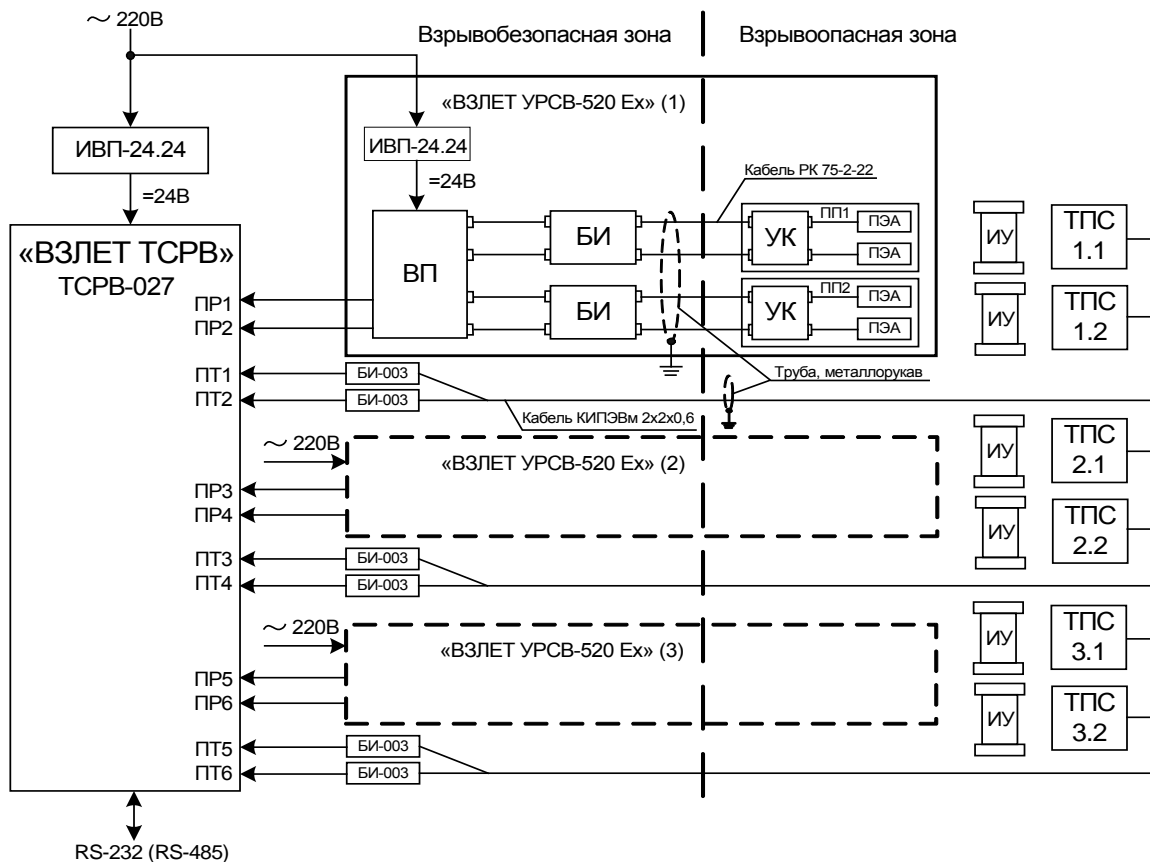 ～ 220В
Взрывобезопасная зона
Взрывоопасная зона
«ВЗЛЕТ УРСВ-520 Ех» (1)
ИВП-24.24
=24В
ИВП-24.24
=24В
Кабель РК 75-2-22
«ВЗЛЕТ ТСРВ»
ТСРВ-027
ВП
БИ
БИ
УК
ПП1
ПЭА
ПЭА
УК
ПП2
ПЭА
ПЭА
ИУ
ТПС
1.1
ИУ
ТПС
1.2
ПР1
ПР2
ПТ1
БИ-003
ПТ2
БИ-003
Труба, металлорукав
Кабель КИПЭВм 2х2х0,6
～ 220В
«ВЗЛЕТ УРСВ-520 Ех» (2)
ИУ
ТПС
2.1
ИУ
ТПС
2.2
ПР3
ПР4
ПТ3
БИ-003
ПТ4
БИ-003
～ 220В
«ВЗЛЕТ УРСВ-520 Ех» (3)
ИУ
ТПС
3.1
ИУ
ТПС
3.2
ПР5
ПР6
ПТ5
БИ-003
ПТ6
БИ-003
RS-232 (RS-485)